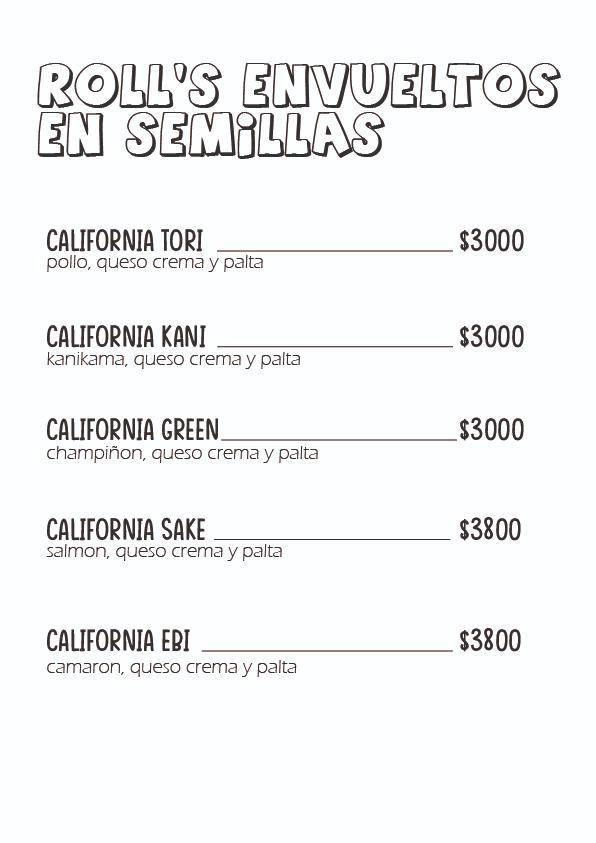 ROLL'S ENVUELTOS
EN SEMiLLAS
CALIFORNIA TORI $3000
pollo, queso crema y palta
CALIFORNIA KANI $3000
kanikama, queso crema y palta
CALIFORNIA GREEN $3000
champiñon, queso crema y palta
CALIFORNIA SAKE $3800
salmon, queso crema y palta
CALIFORNIA EBI $3800
camaron, queso crema y palta